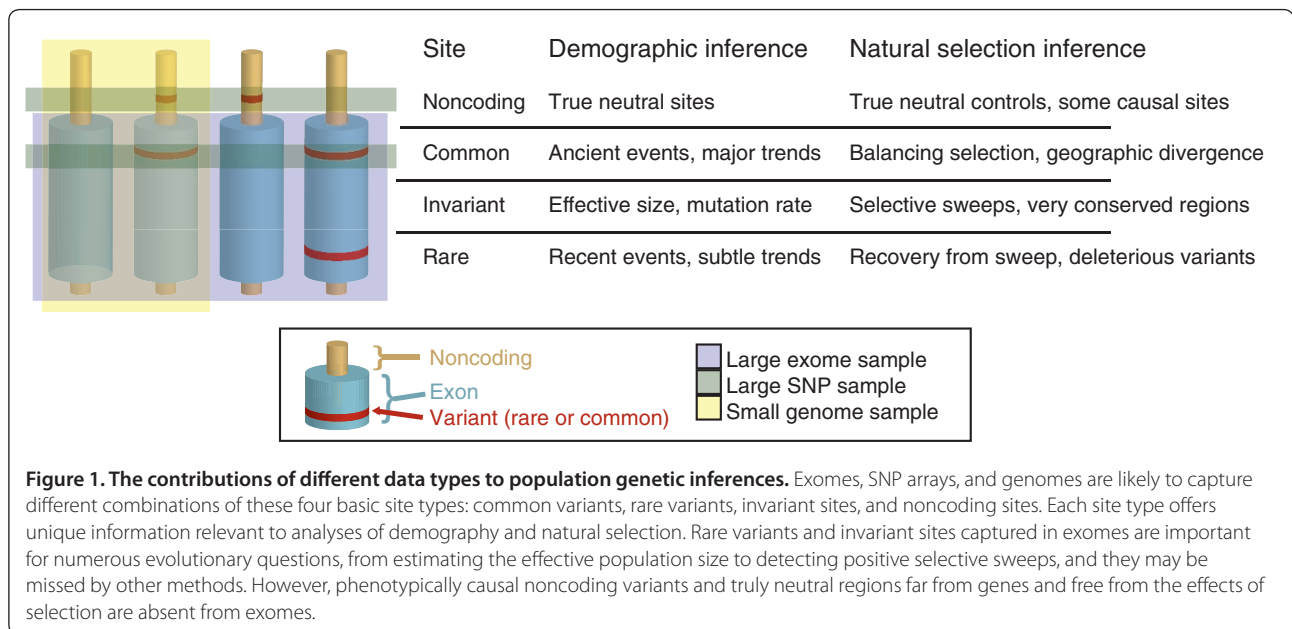 Site Demographic inference Natural selection inference
Noncoding True neutral sites True neutral controls, some causal sites
Common Ancient events, major trends Balancing selection, geographic divergence
Invariant Effective size, mutation rate Selective sweeps, very conserved regions
Rare Recent events, subtle trends Recovery from sweep, deleterious variants
Noncoding
Exon
Variant (rare or common)
Large exome sample
Large SNP sample
Small genome sample
Figure 1. The contributions of different data types to population genetic inferences. Exomes, SNP arrays, and genomes are likely to capture
different combinations of these four basic site types: common variants, rare variants, invariant sites, and noncoding sites. Each site type offers
unique information relevant to analyses of demography and natural selection. Rare variants and invariant sites captured in exomes are important
for numerous evolutionary questions, from estimating the effective population size to detecting positive selective sweeps, and they may be
missed by other methods. However, phenotypically causal noncoding variants and truly neutral regions far from genes and free from the effects of
selection are absent from exomes.